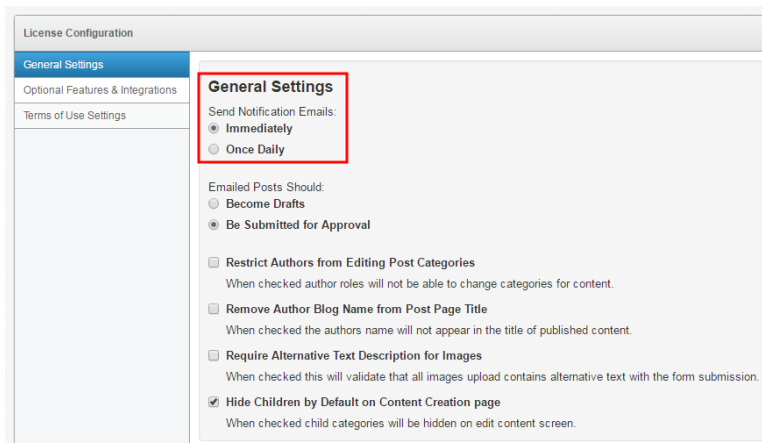 License Configuration
General Settings
Optional Features & Integrations
Terms of Use Settings
General Settings
Send Notification Emails:
Immediately
Once Daily
Emailed Posts Should:
Become Drafts
Be Submitted for Approval
Restrict Authors from Editing Post Categories
When checked author roles will not be able to change categories for content.
Remove Author Blog Name from Post Page Title
When checked the authors name will not appear in the title of published content.
Require Alternative Text Description for Images
When checked this will validate that all images upload contains alternative text with the form submission.
Hide Children by Default on Content Creation page
When checked child categories will be hidden on edit content screen.